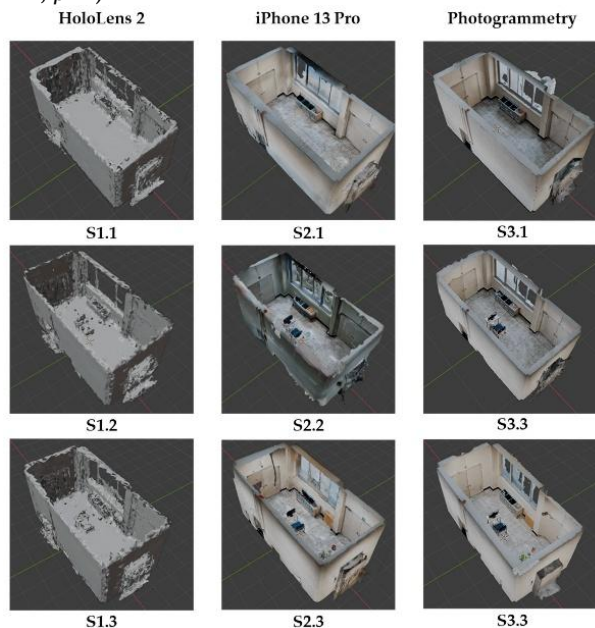 HoloLens 2 iPhone 13 Pro Photogrammetry
S1.1 S2.1 S3.1
S1.2 S2.2 S3.3
S1.3 S2.3 S3.3